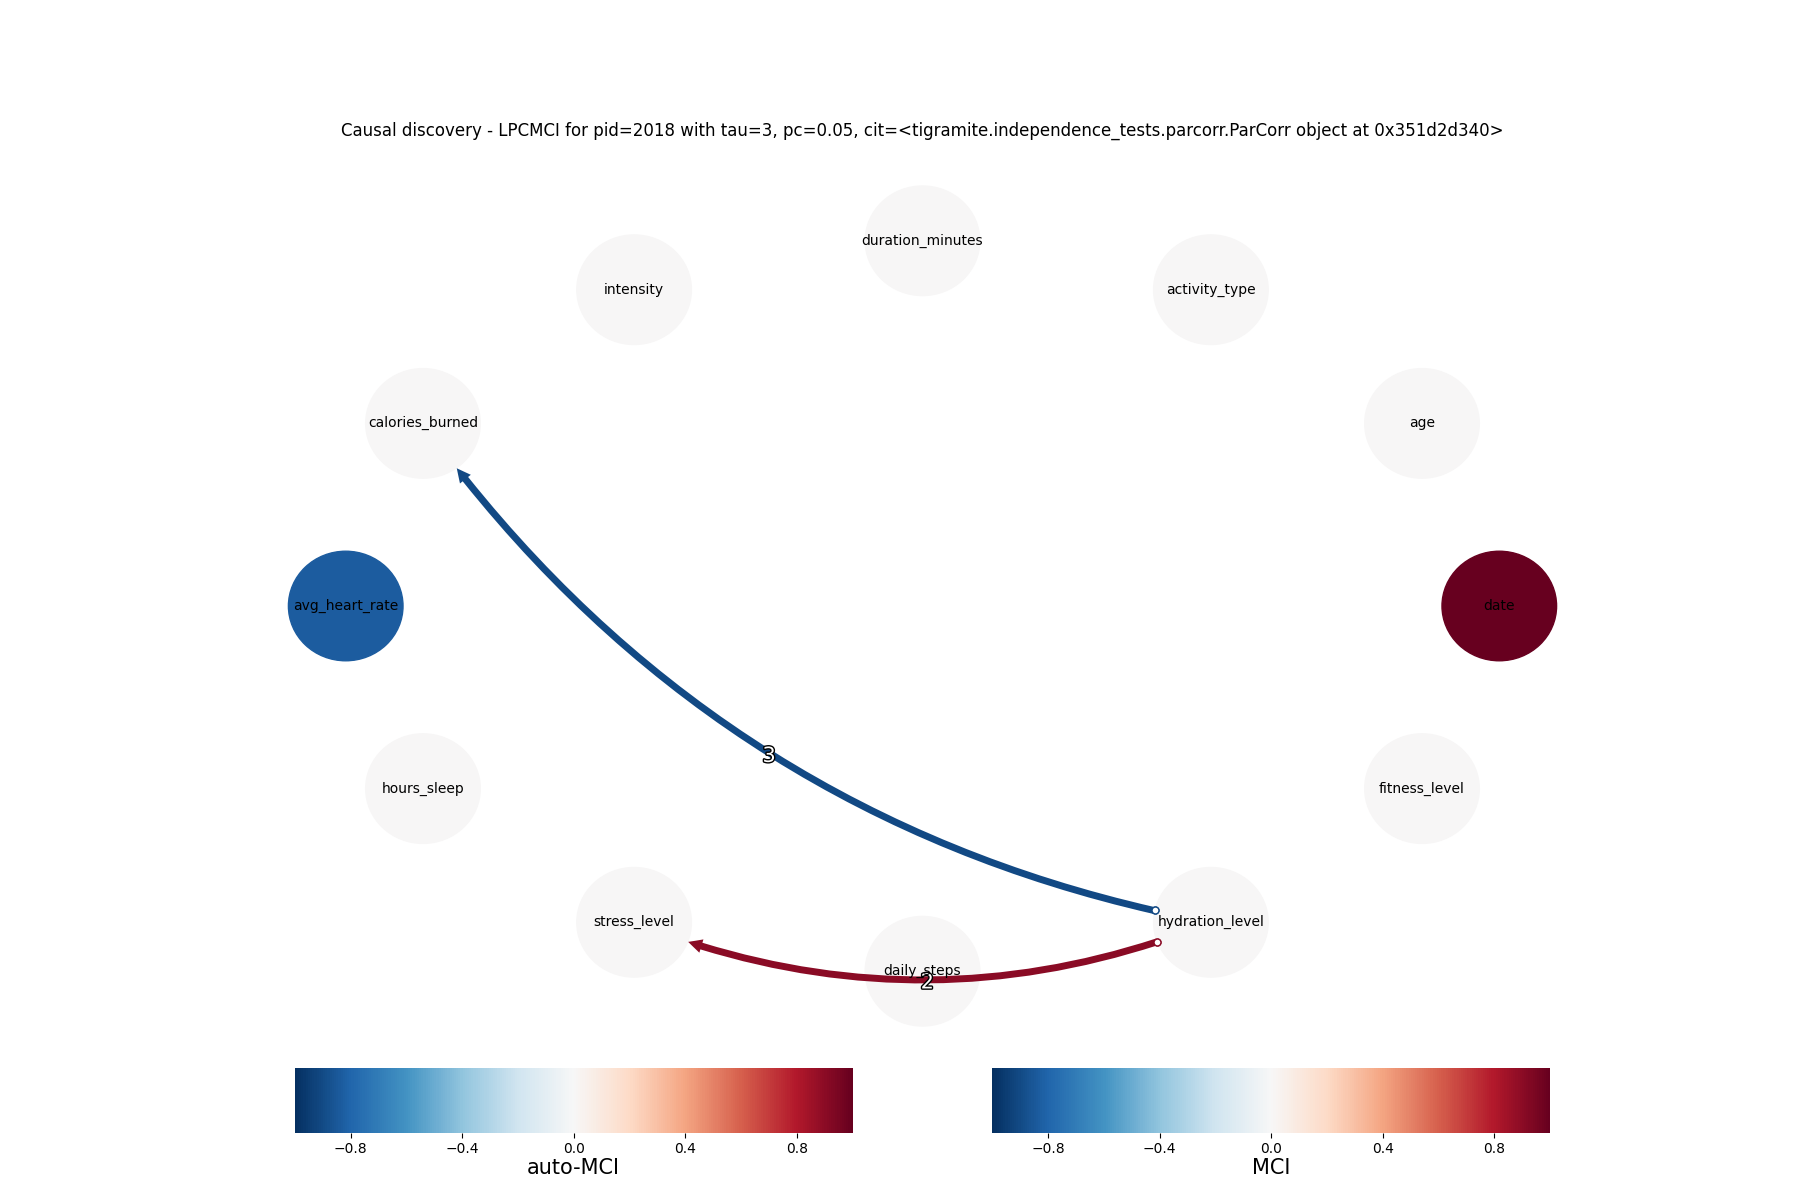 Causal discovery - LPCMCI for pid=2018 with tau=3, pc=0.05, cit=<tigramite.independence_tests.parcorr.ParCorr object at 0x351d2d340>
duration_minutes
intensity
activity_type
calories_burned
age
avg_heart_rate
date
3
hours_sleep
fitness_level
stress_level
hydration_level
daily_steps
2
−0.8 −0.4 0.0 0.4 0.8
auto-MCI
−0.8 −0.4 0.0 0.4 0.8
MCI